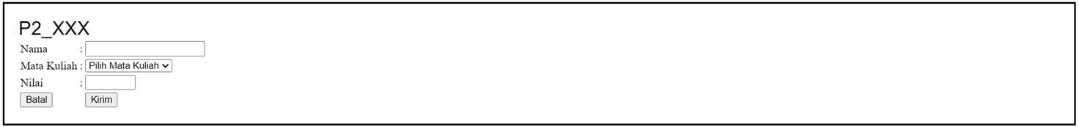 P2_XXX
Nama :
Mata Kuliah : Pilih Mata Kuliah
Nilai :
Batal Kirim